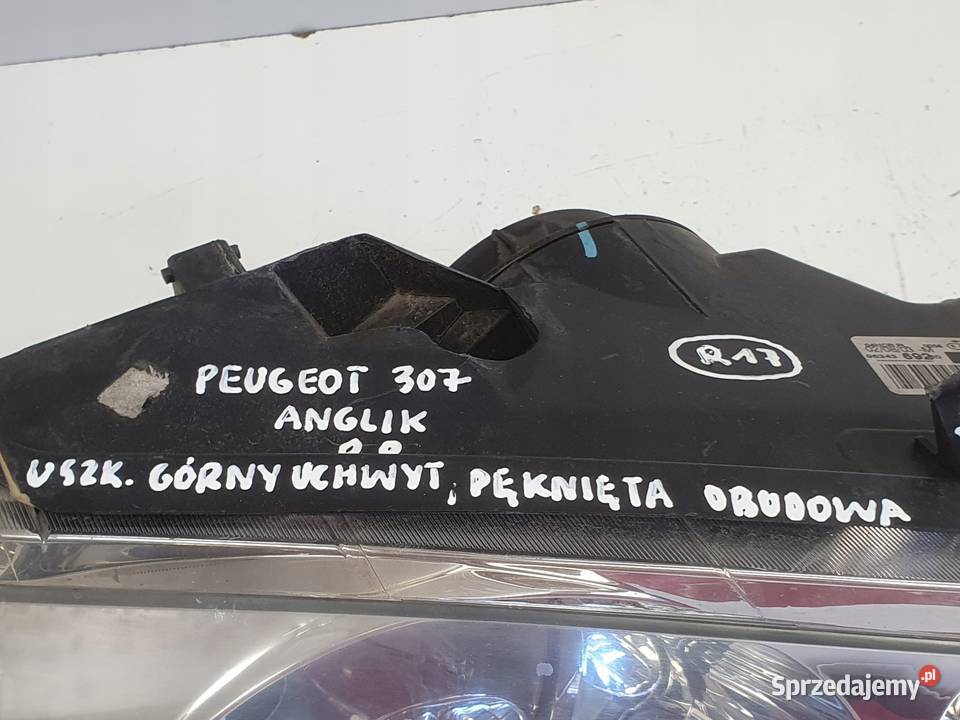 R17
PEUGEOT 307
ANGLIK
USZK. GÓRNY UCHWYT, PĘKNIĘTA OBUDOWA
Sprzedajemy.pl